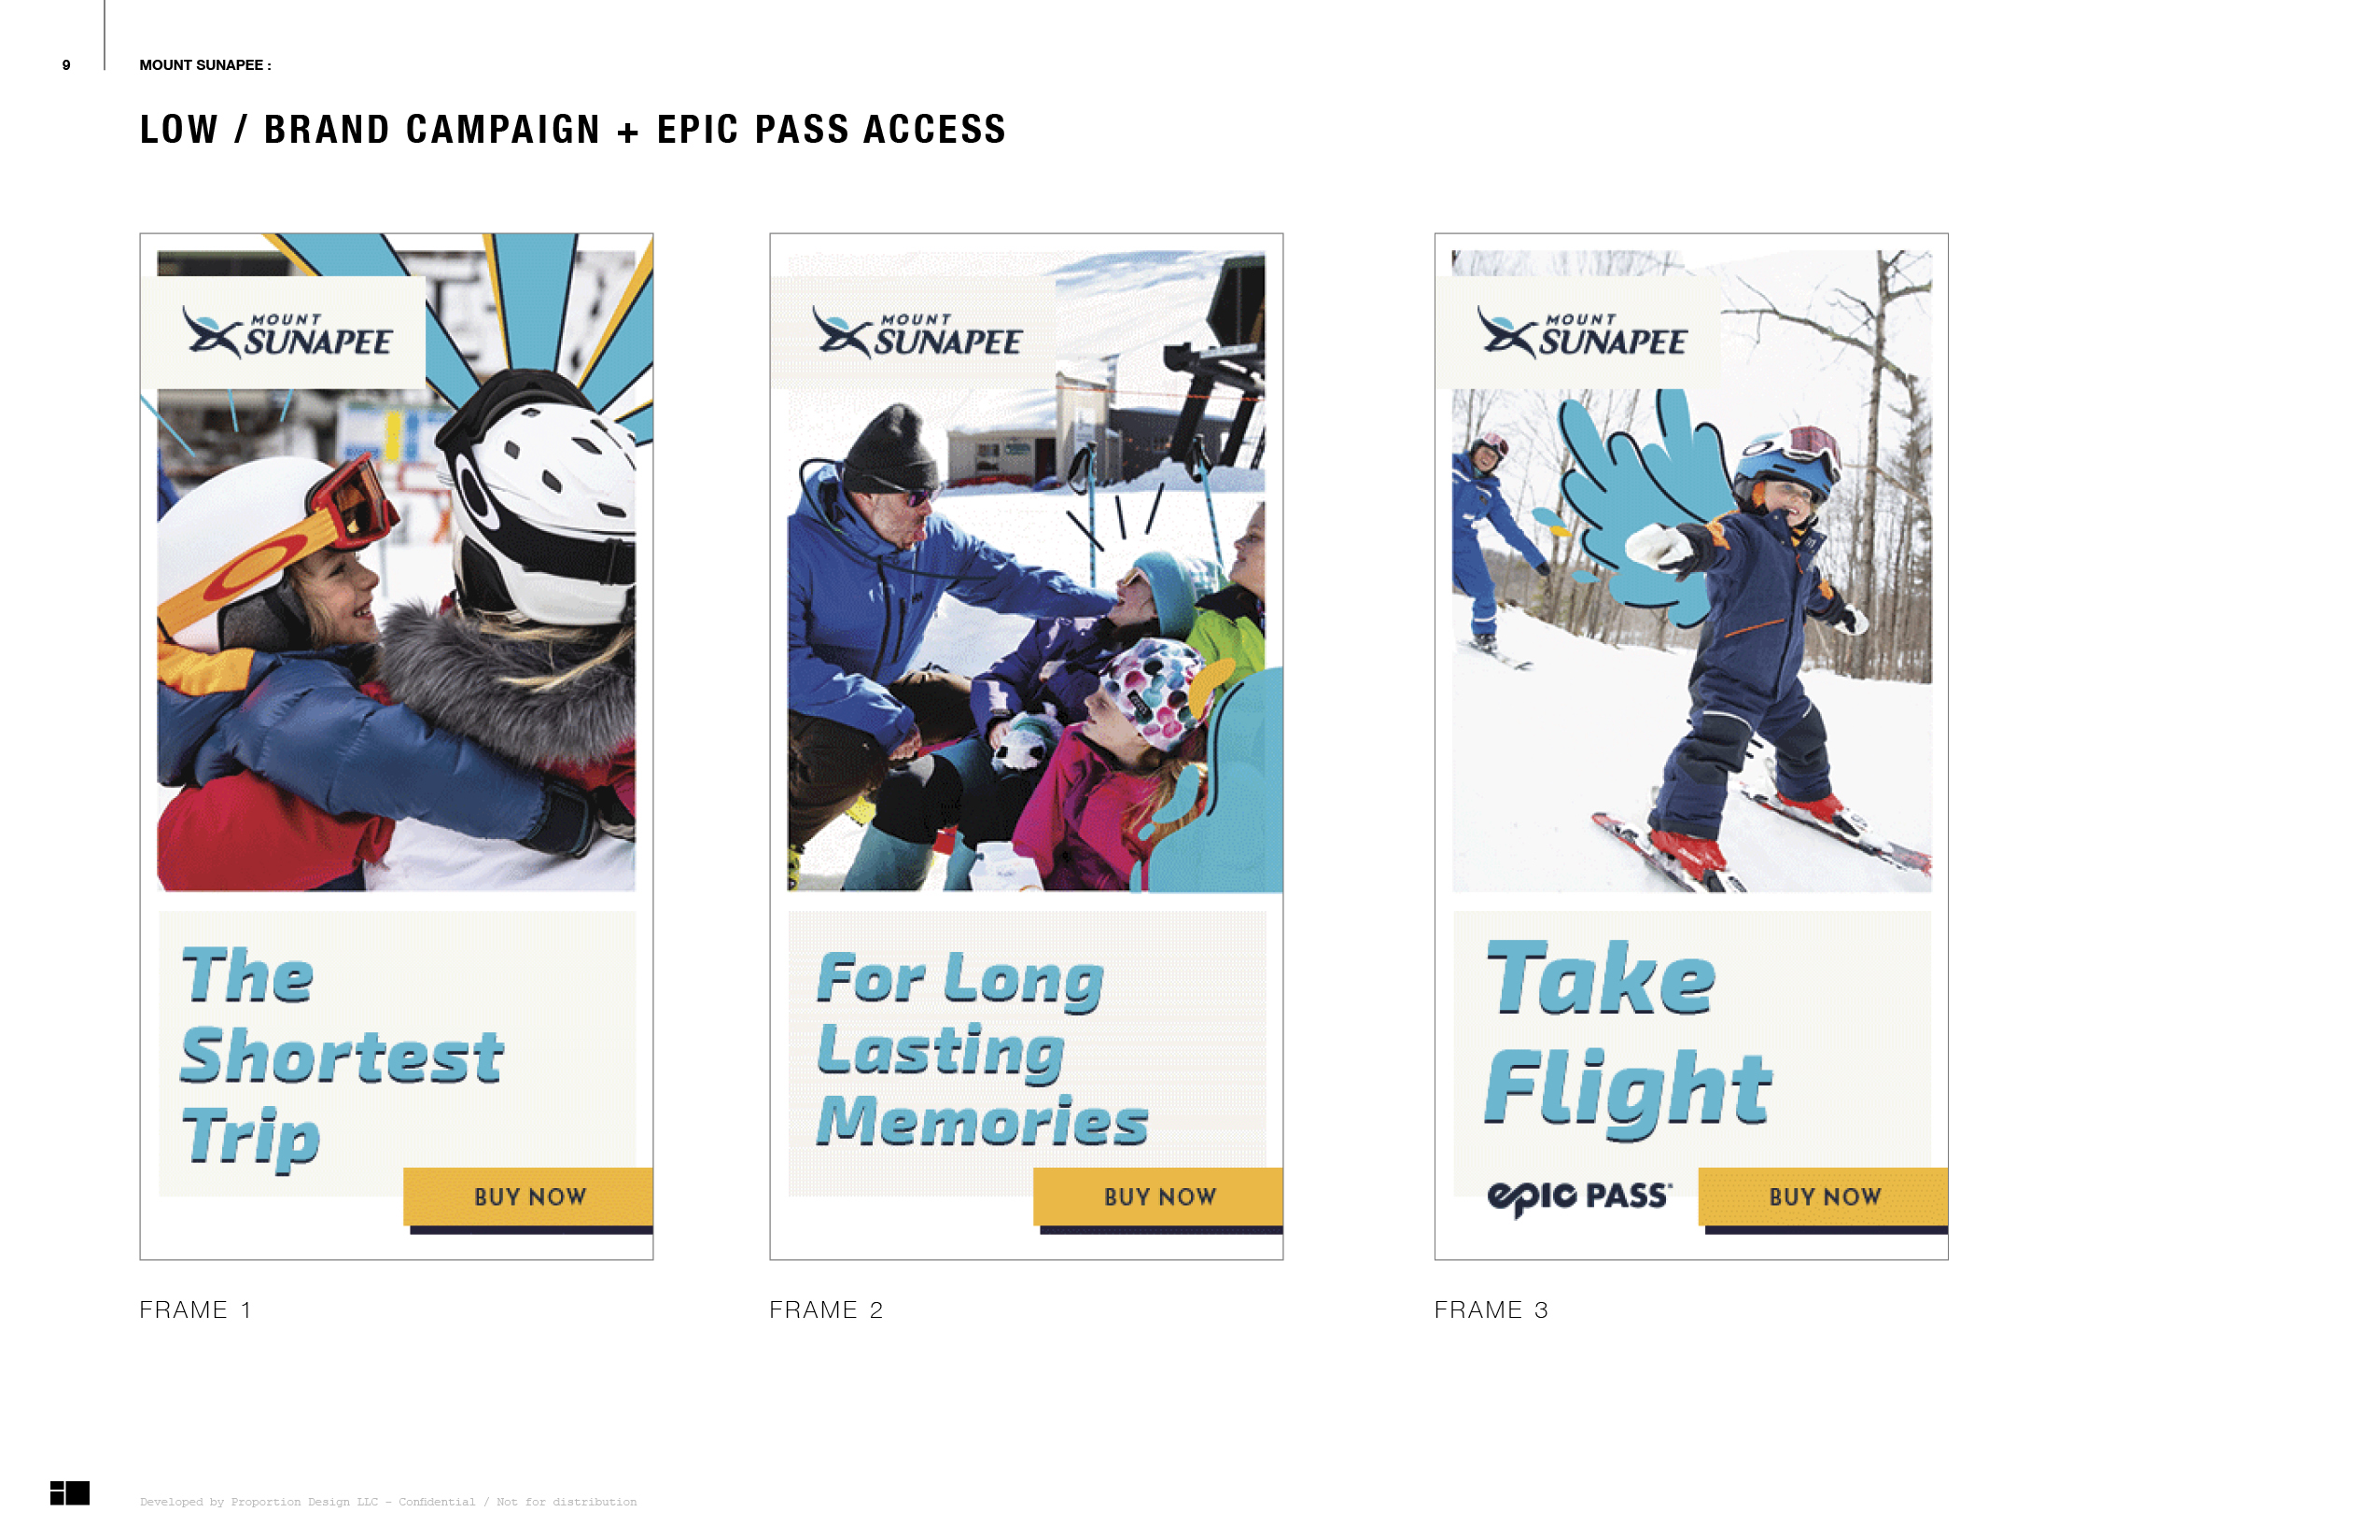 9
MOUNT SUNAPEE :
LOW / BRAND CAMPAIGN + EPIC PASS ACCESS
MOUNT
SUNAPEE
The
Shortest
Trip
BUY NOW
FRAME 1
MOUNT
SUNAPEE
For Long
Lasting
Memories
BUY NOW
FRAME 2
MOUNT
SUNAPEE
Take
Flight
epic PASS
BUY NOW
FRAME 3
Developed by Proportion Design LLC – Confidential / Not for distribution